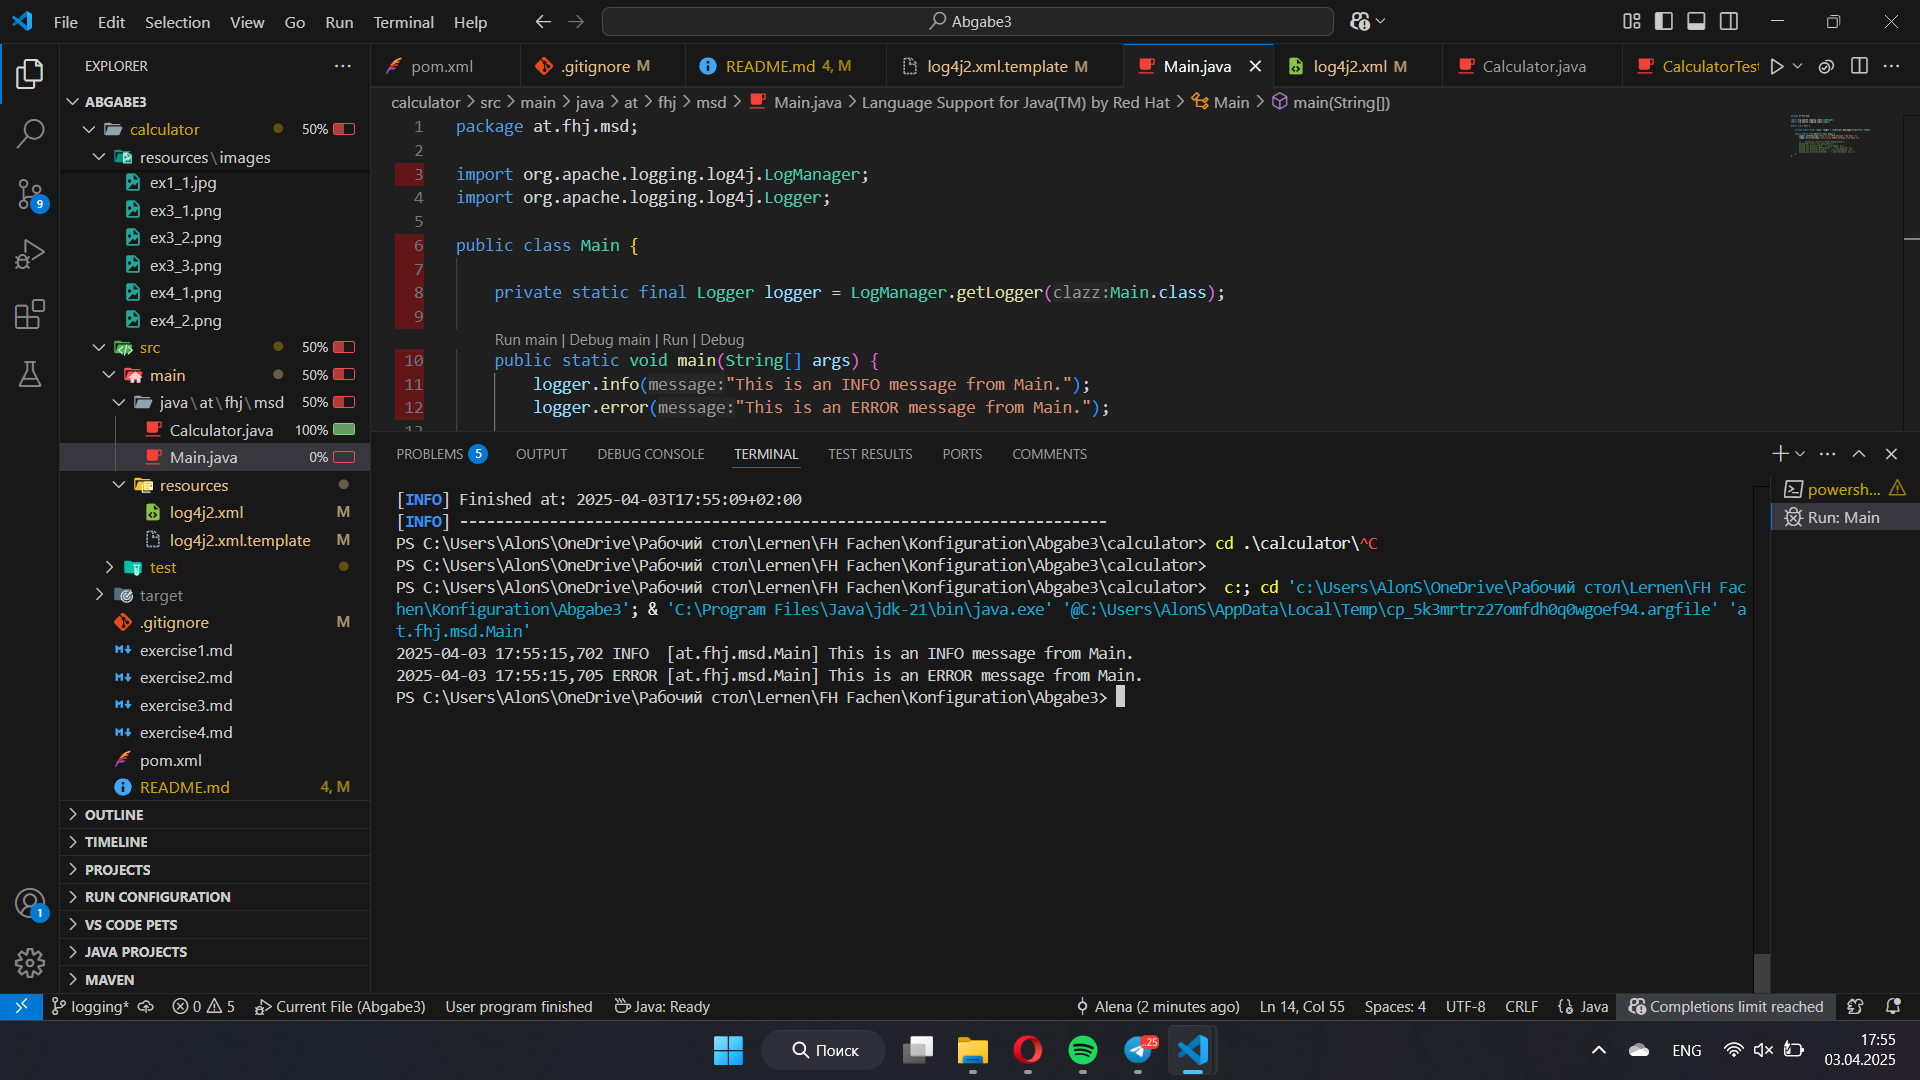 File Edit Selection View Go Run Terminal Help
Abgabe3
EXPLORER
ABGABE3
calculator 50%
resources\images
ex1_1.jpg
ex3_1.png
ex3_2.png
ex3_3.png
ex4_1.png
ex4_2.png
src 50%
main 50%
java\at\fhj\msd 50%
Calculator.java 100%
Main.java 0%
resources
log4j2.xml M
log4j2.xml.template M
test
target
.gitignore M
exercise1.md
exercise2.md
exercise3.md
exercise4.md
pom.xml
README.md 4, M
OUTLINE
TIMELINE
PROJECTS
RUN CONFIGURATION
VS CODE PETS
JAVA PROJECTS
MAVEN
9
1
pom.xml .gitignore M README.md 4, M log4j2.xml.template M Main.java log4j2.xml M Calculator.java CalculatorTest
calculator > src > main > java > at > fhj > msd > Main.java > Language Support for Java(TM) by Red Hat > Main > main(String[])
1 package at.fhj.msd;
2
3 import org.apache.logging.log4j.LogManager;
4 import org.apache.logging.log4j.Logger;
5
6 public class Main {
7
8 private static final Logger logger = LogManager.getLogger(clazz:Main.class);
9
Run main | Debug main | Run | Debug
10 public static void main(String[] args) {
11 logger.info(message:"This is an INFO message from Main.");
12 logger.error(message:"This is an ERROR message from Main.");
13
PROBLEMS 5 OUTPUT DEBUG CONSOLE TERMINAL TEST RESULTS PORTS COMMENTS
[INFO] Finished at: 2025-04-03T17:55:09+02:00
[INFO] ------------------------------------------------------------------------
PS C:\Users\AlonS\OneDrive\Рабочий стол\Lernen\FH Fachen\Konfiguration\Abgabe3\calculator> cd .\calculator\^C
PS C:\Users\AlonS\OneDrive\Рабочий стол\Lernen\FH Fachen\Konfiguration\Abgabe3\calculator>
PS C:\Users\AlonS\OneDrive\Рабочий стол\Lernen\FH Fachen\Konfiguration\Abgabe3\calculator>  c:; cd 'c:\Users\AlonS\OneDrive\Рабочий стол\Lernen\FH Fac
hen\Konfiguration\Abgabe3'; & 'C:\Program Files\Java\jdk-21\bin\java.exe' '@C:\Users\AlonS\AppData\Local\Temp\cp_5k3mrtrz27omfdh0q0wgoef94.argfile' 'a
t.fhj.msd.Main'
2025-04-03 17:55:15,702 INFO  [at.fhj.msd.Main] This is an INFO message from Main.
2025-04-03 17:55:15,705 ERROR [at.fhj.msd.Main] This is an ERROR message from Main.
PS C:\Users\AlonS\OneDrive\Рабочий стол\Lernen\FH Fachen\Konfiguration\Abgabe3>
powersh...
Run: Main
logging* 0 5 Current File (Abgabe3) User program finished Java: Ready Alena (2 minutes ago) Ln 14, Col 55 Spaces: 4 UTF-8 CRLF Java Completions limit reached
Поиск
..25
ENG
17:55
03.04.2025